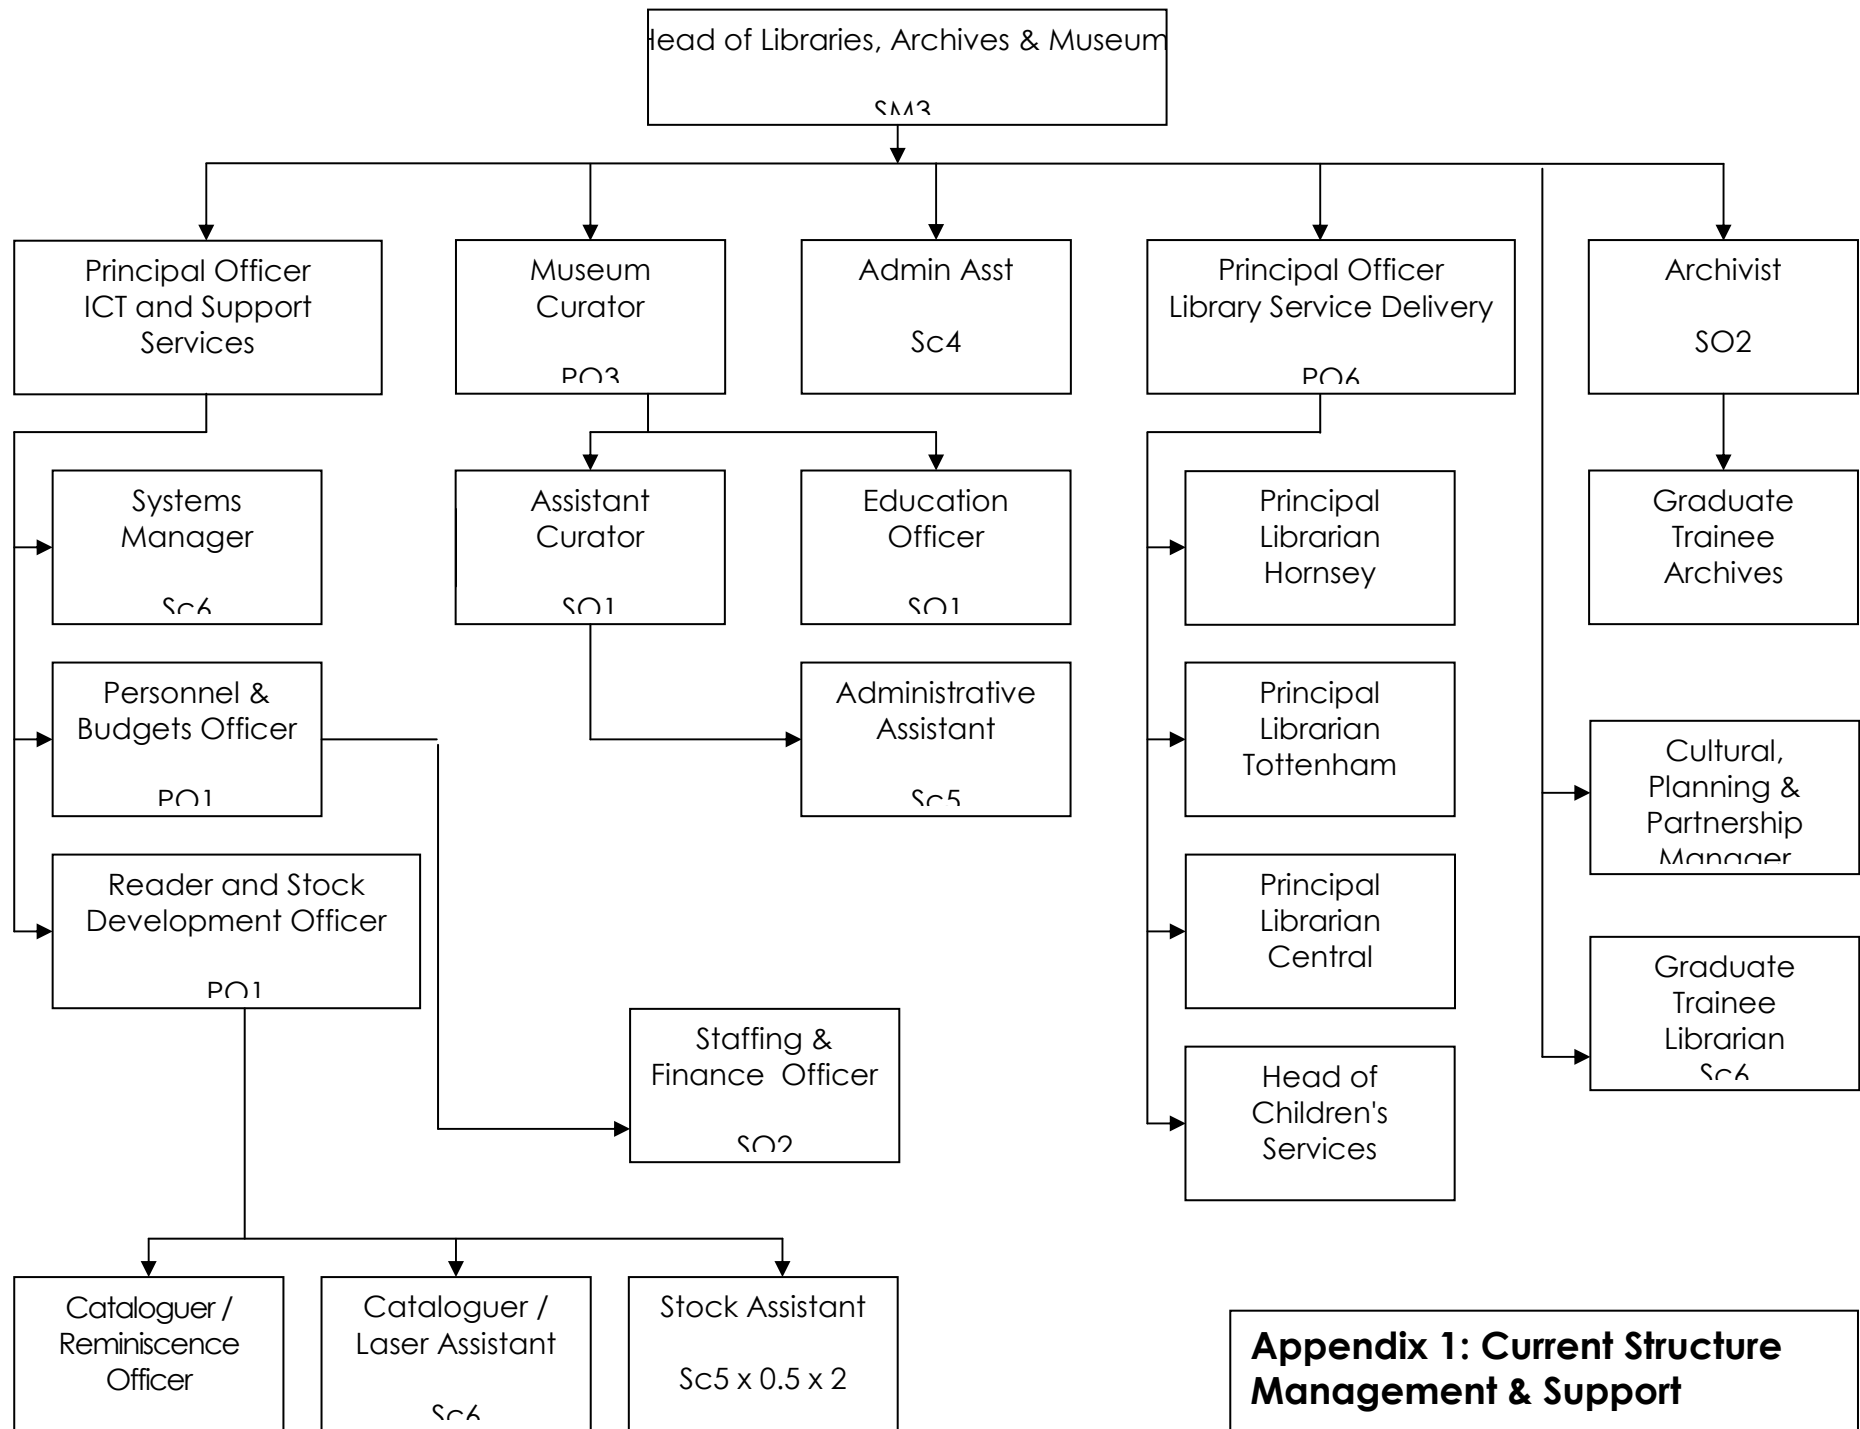 Head of Libraries, Archives & Museum
SM3
Principal Officer
ICT and Support
Services
Museum
Curator
PO3
Admin Asst
Sc4
Principal Officer
Library Service Delivery
PO6
Archivist
SO2
Systems
Manager
Sc6
Assistant
Curator
SO1
Education
Officer
SO1
Principal
Librarian
Hornsey
Graduate
Trainee
Archives
Personnel &
Budgets Officer
PO1
Administrative
Assistant
Sc5
Principal
Librarian
Tottenham
Cultural,
Planning &
Partnership
Manager
Reader and Stock
Development Officer
PO1
Principal
Librarian
Central
Graduate
Trainee
Librarian
Sc6
Staffing &
Finance Officer
SO2
Head of
Children's
Services
Cataloguer /
Reminiscence
Officer
Cataloguer /
Laser Assistant
Sc6
Stock Assistant
Sc5 x 0.5 x 2
Appendix 1: Current Structure
Management & Support